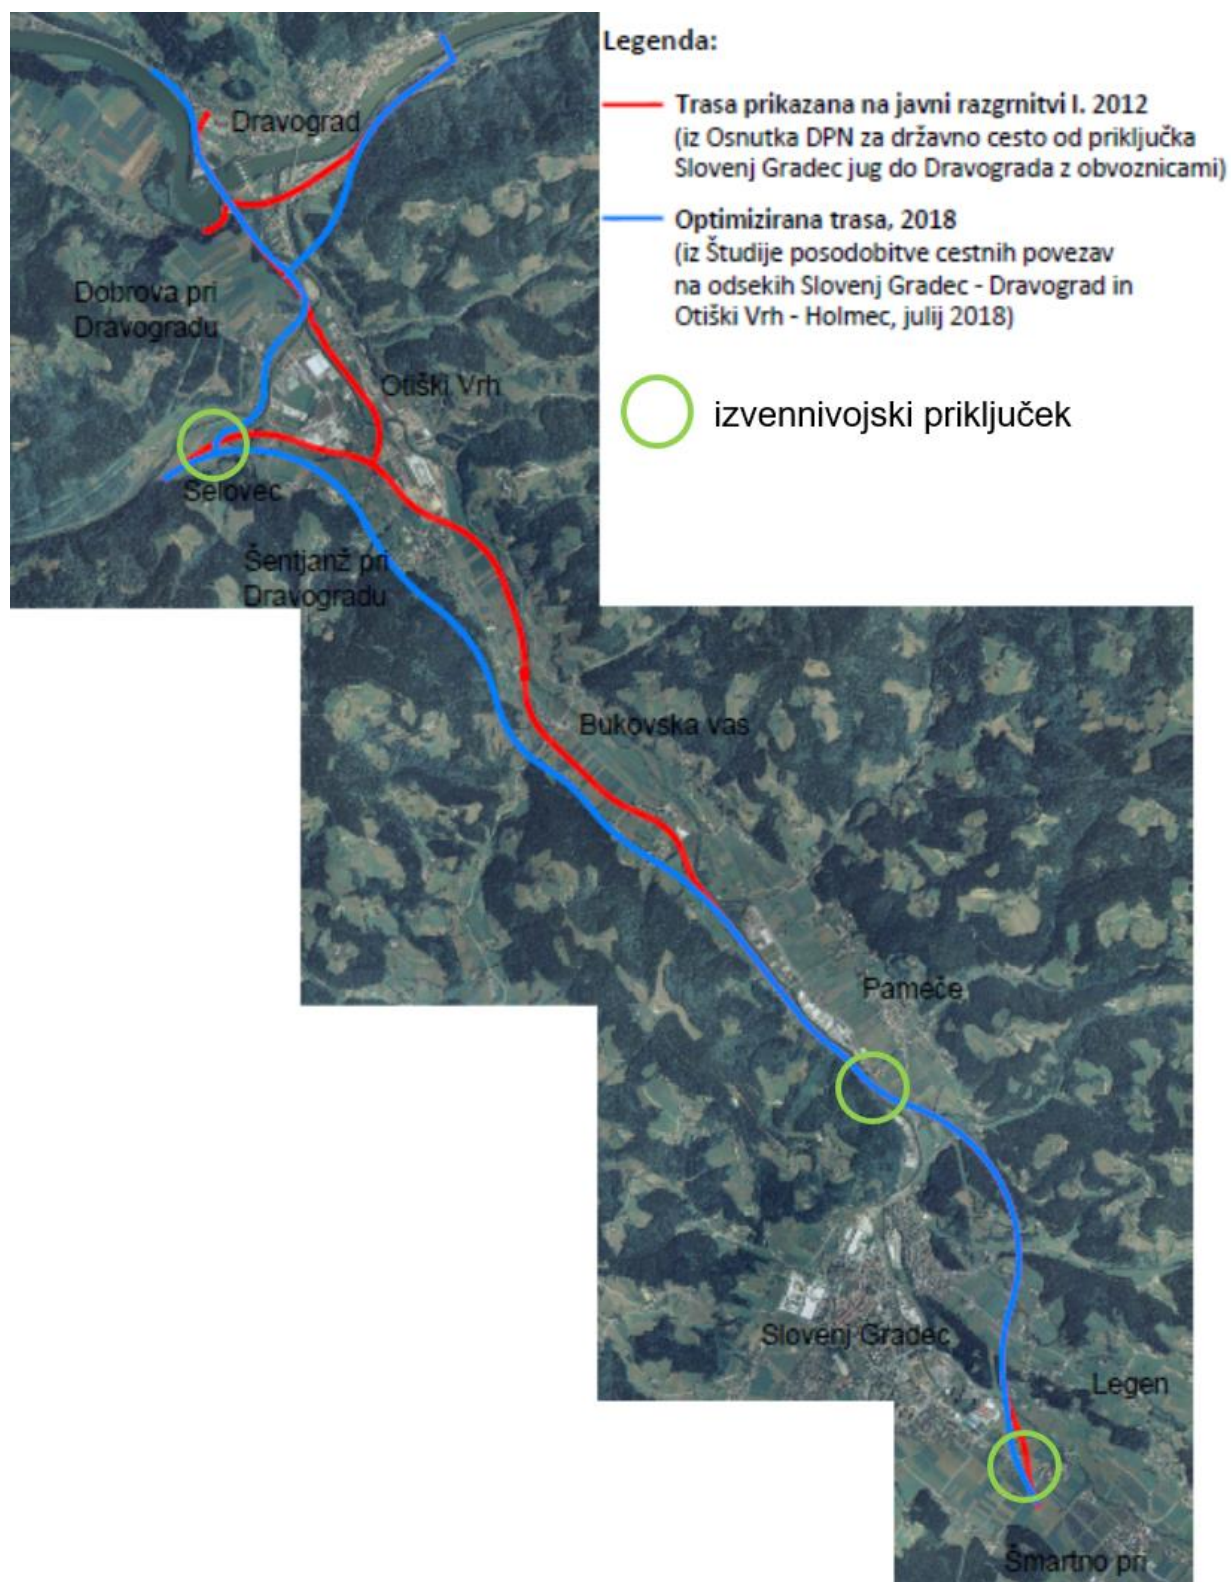 Legenda:
Trasa prikazana na javni razgrnitvi I. 2012
(iz Osnutka DPN za državno cesto od priključka
Slovenj Gradec jug do Dravograda z obvoznicami)
Optimizirana trasa, 2018
(iz Študije posodobitve cestnih povezav
na odsekih Slovenj Gradec - Dravograd in
Otiški Vrh - Holmec, julij 2018)
izvennivojski priključek
Dravograd
Dobrova pri
Dravogradu
Otiški Vrh
Selovec
Šentjanž pri
Dravogradu
Bukovska vas
Pameče
Slovenj Gradec
Legen
Šmartno pri